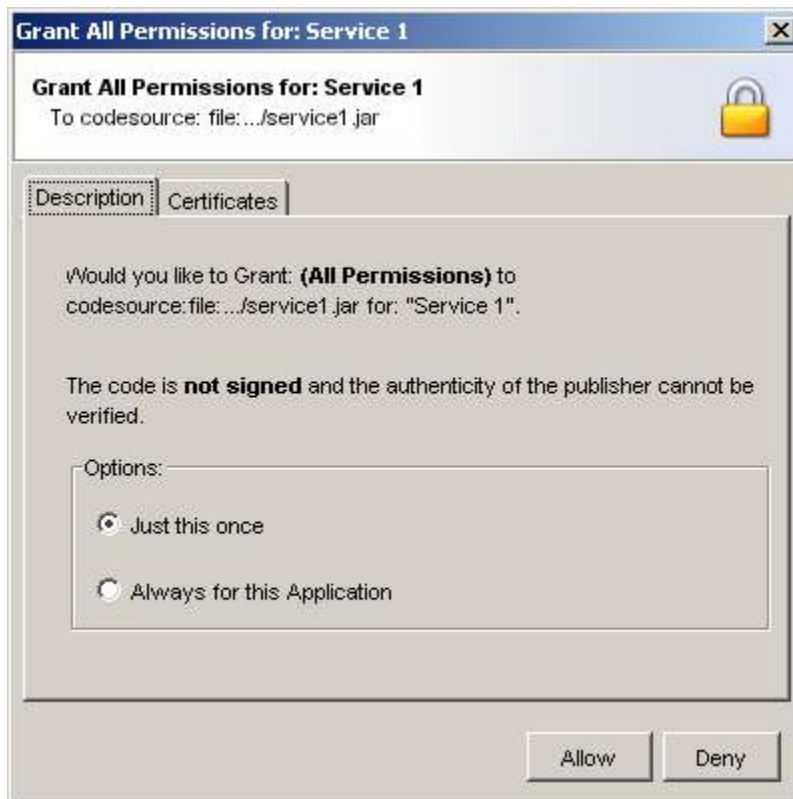 Grant All Permissions for: Service 1
Grant All Permissions for: Service 1
To codesource: file:.../service1.jar
Description
Certificates
Would you like to Grant: (All Permissions) to
codesource:file:.../service1.jar for: "Service 1".
The code is not signed and the authenticity of the publisher cannot be
verified.
Options:
Just this once
Always for this Application
Allow
Deny